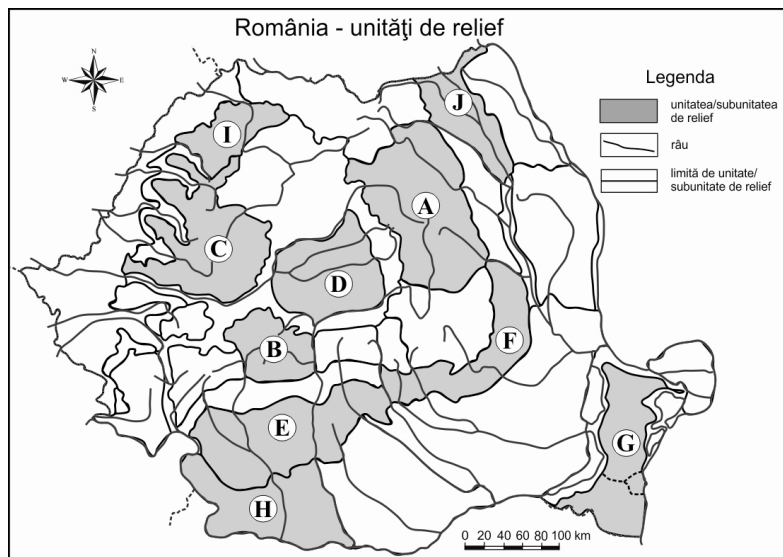 România - unităţi de relief
N
W
E
S
Legenda
unitatea/subunitatea
de relief
râu
limită de unitate/
subunitate de relief
J
I
A
C
D
B
F
E
G
H
0 20 40 60 80 100 km